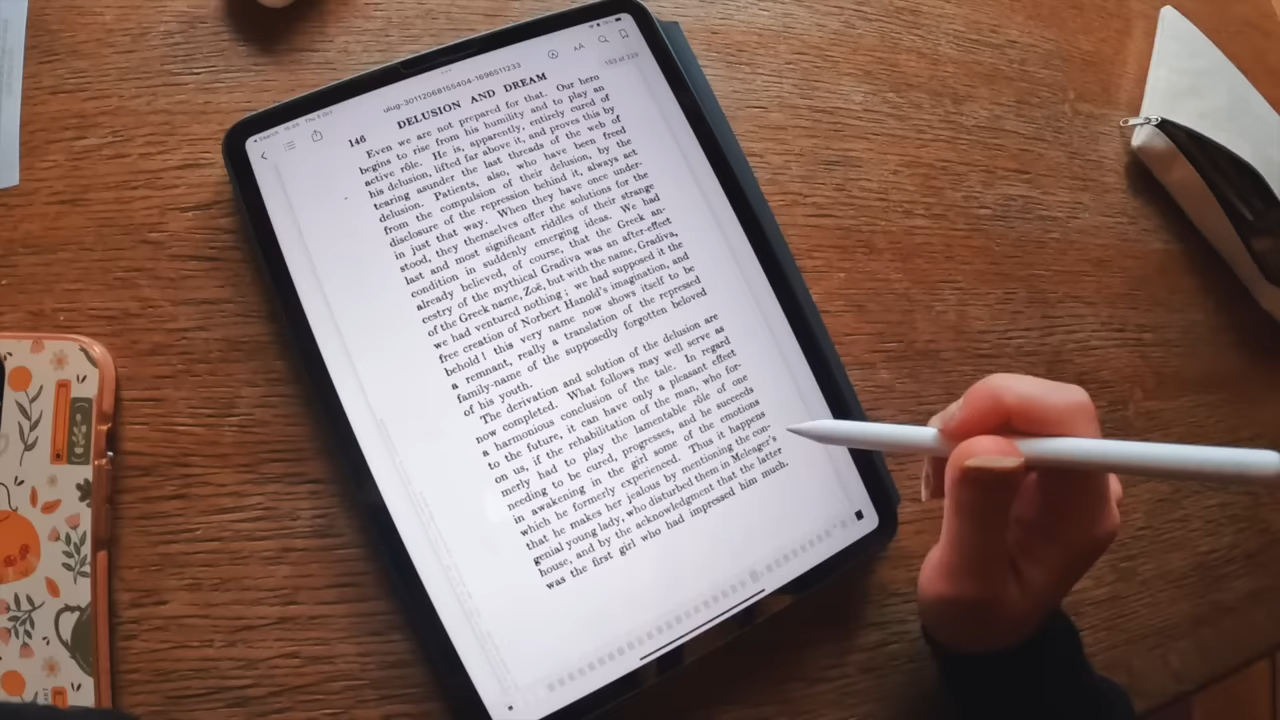 Search 15:05 Thu 5 Oct
uiug-30112068155404-1696511233
AA
163 of 229
146 DELUSION AND DREAM
Even we are not prepared for that. Our hero
begins to rise from his humility and to play an
active rôle. He is, apparently, entirely cured of
his delusion, lifted far above it, and proves this by
tearing asunder the last threads of the web of
delusion. Patients, also, who have been freed
from the compulsion of their delusion, by the
disclosure of the repression behind it, always act
in just that way. When they have once under-
stood, they themselves offer the solutions for the
last and most significant riddles of their strange
condition in suddenly emerging ideas. We had
already believed, of course, that the Greek an-
cestry of the mythical Gradiva was an after-effect
of the Greek name, Zoë, but with the name, Gradiva,
we had ventured nothing; we had supposed it the
free creation of Norbert Hanold's imagination, and
behold! this very name now shows itself to be
a remnant, really a translation of the repressed
family-name of the supposedly forgotten beloved
of his youth.
The derivation and solution of the delusion are
now completed. What follows may well serve as
a harmonious conclusion of the tale. In regard
to the future, it can have only a pleasant effect
on us, if the rehabilitation of the man, who for-
merly had to play the lamentable rôle of one
needing to be cured, progresses, and he succeeds
in awakening in the girl some of the emotions
which he formerly experienced. Thus it happens
that he makes her jealous by mentioning the con-
genial young lady, who disturbed them in Meleager's
house, and by the acknowledgment that the latter
was the first girl who had impressed him much.